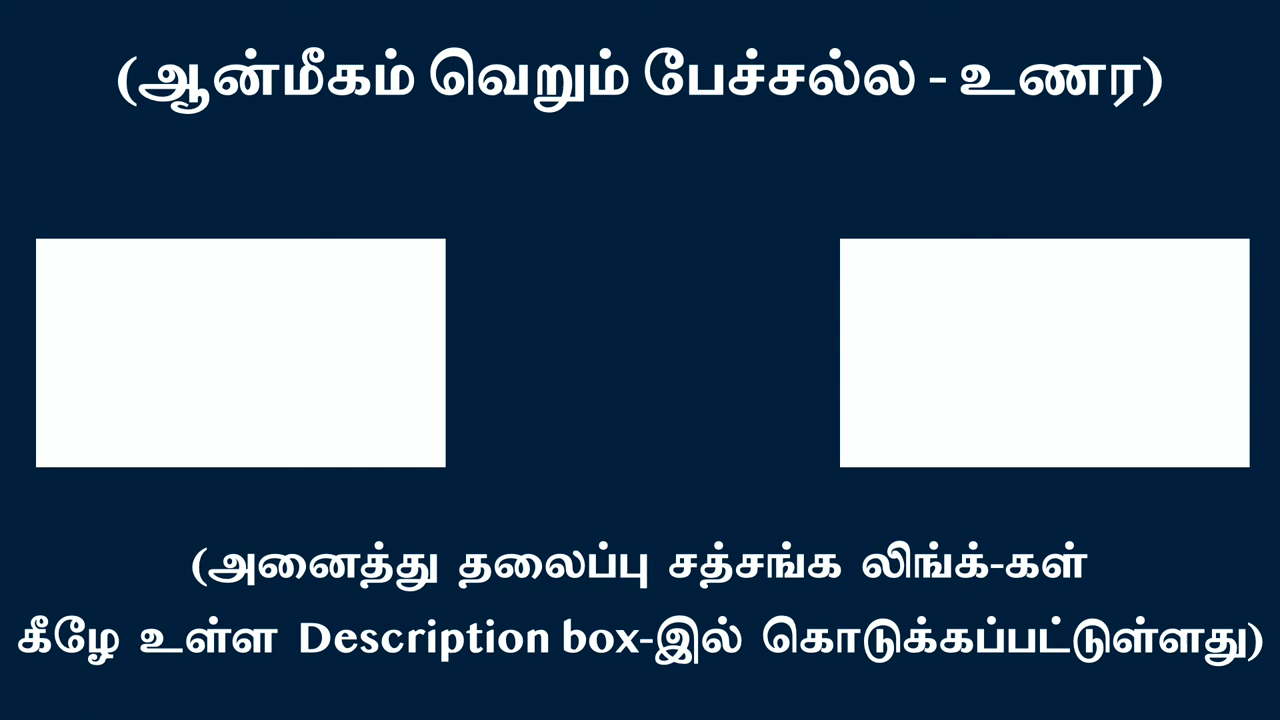 (ஆன்மீகம் வெறும் பேச்சல்ல - உணர)
(அனைத்து தலைப்பு சத்சங்க லிங்க்-கள்
கீழே உள்ள Description box-இல் கொடுக்கப்பட்டுள்ளது)